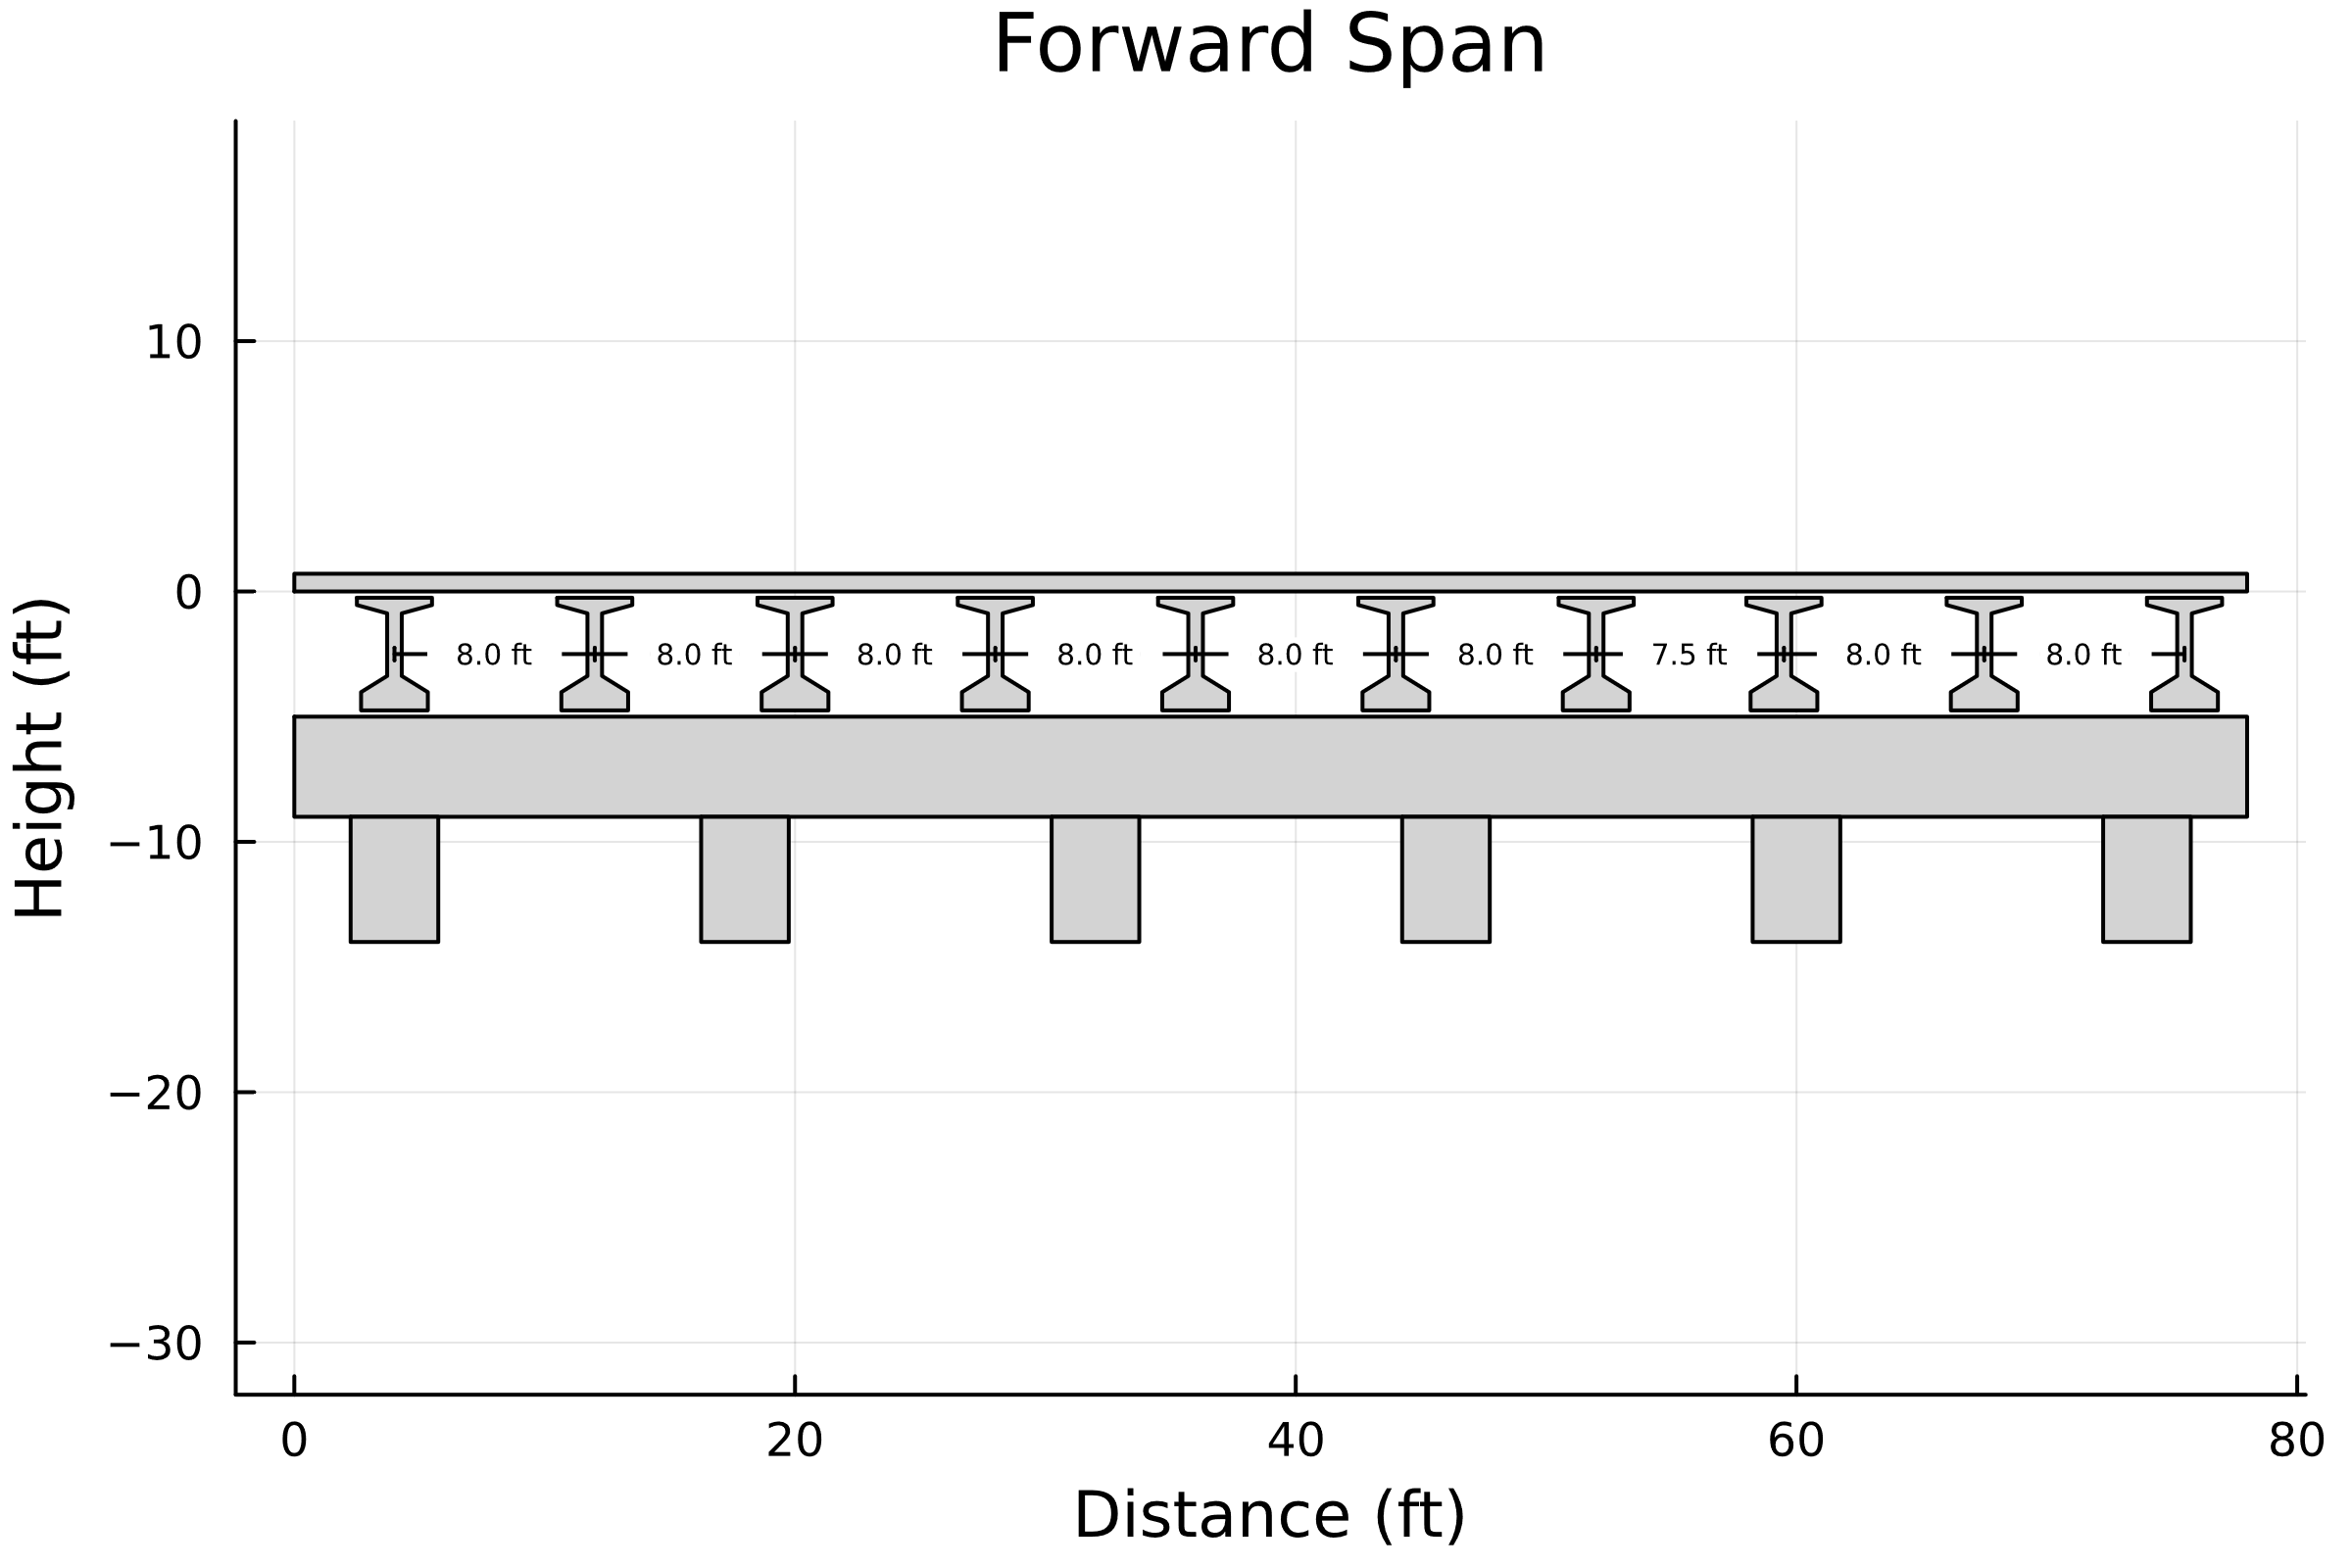 Forward Span
10
0
−10
−20
−30
Height (ft)
8.0 ft 8.0 ft 8.0 ft 8.0 ft 8.0 ft 8.0 ft 7.5 ft 8.0 ft 8.0 ft
0 20 40 60 80
Distance (ft)